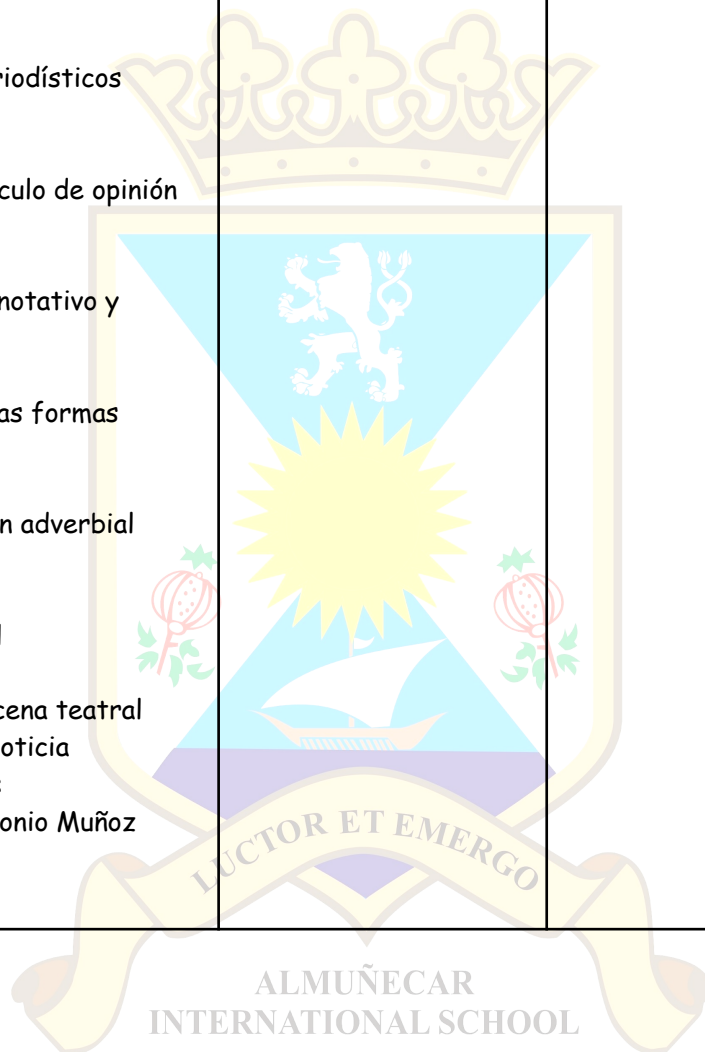 riodísticos
culo de opinión
notativo y
as formas
n adverbial
cena teatral
oticia
onio Muñoz
LUCTOR ET EMERGO
ALMUÑECAR
INTERNATIONAL SCHOOL